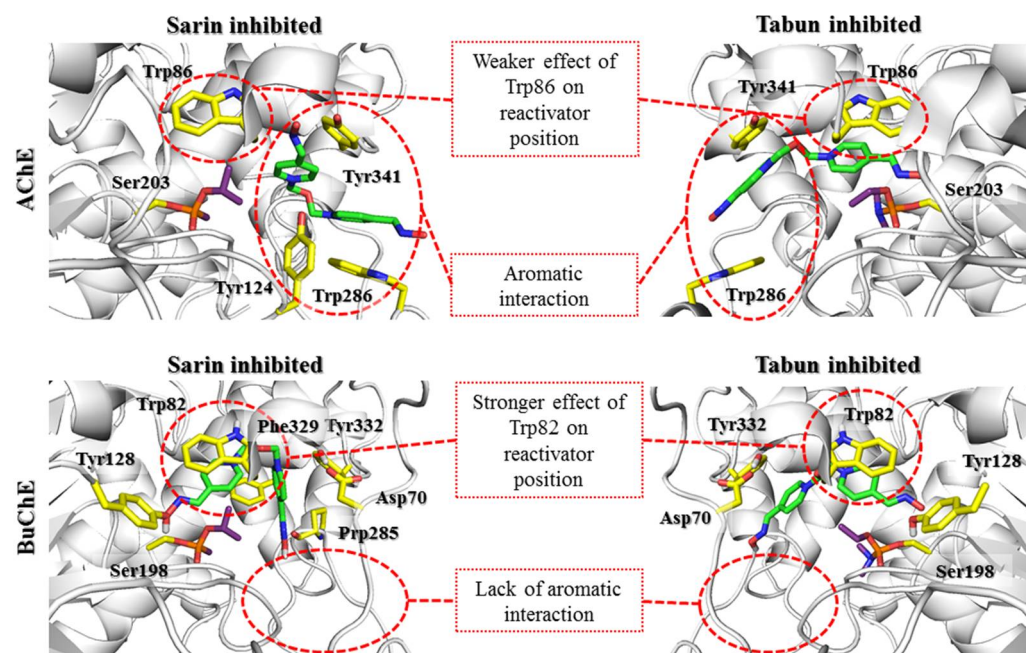 Sarin inhibited
Tabun inhibited
AChE
Trp86
Ser203
Tyr341
Tyr124
Trp286
Weaker effect of
Trp86 on
reactivator
position
Aromatic
interaction
Tyr341
Trp86
Ser203
Trp286
Sarin inhibited
Tabun inhibited
BuChE
Trp82
Phe329
Tyr332
Tyr128
Asp70
Prp285
Ser198
Stronger effect of
Trp82 on
reactivator
position
Lack of aromatic
interaction
Tyr332
Trp82
Tyr128
Asp70
Ser198